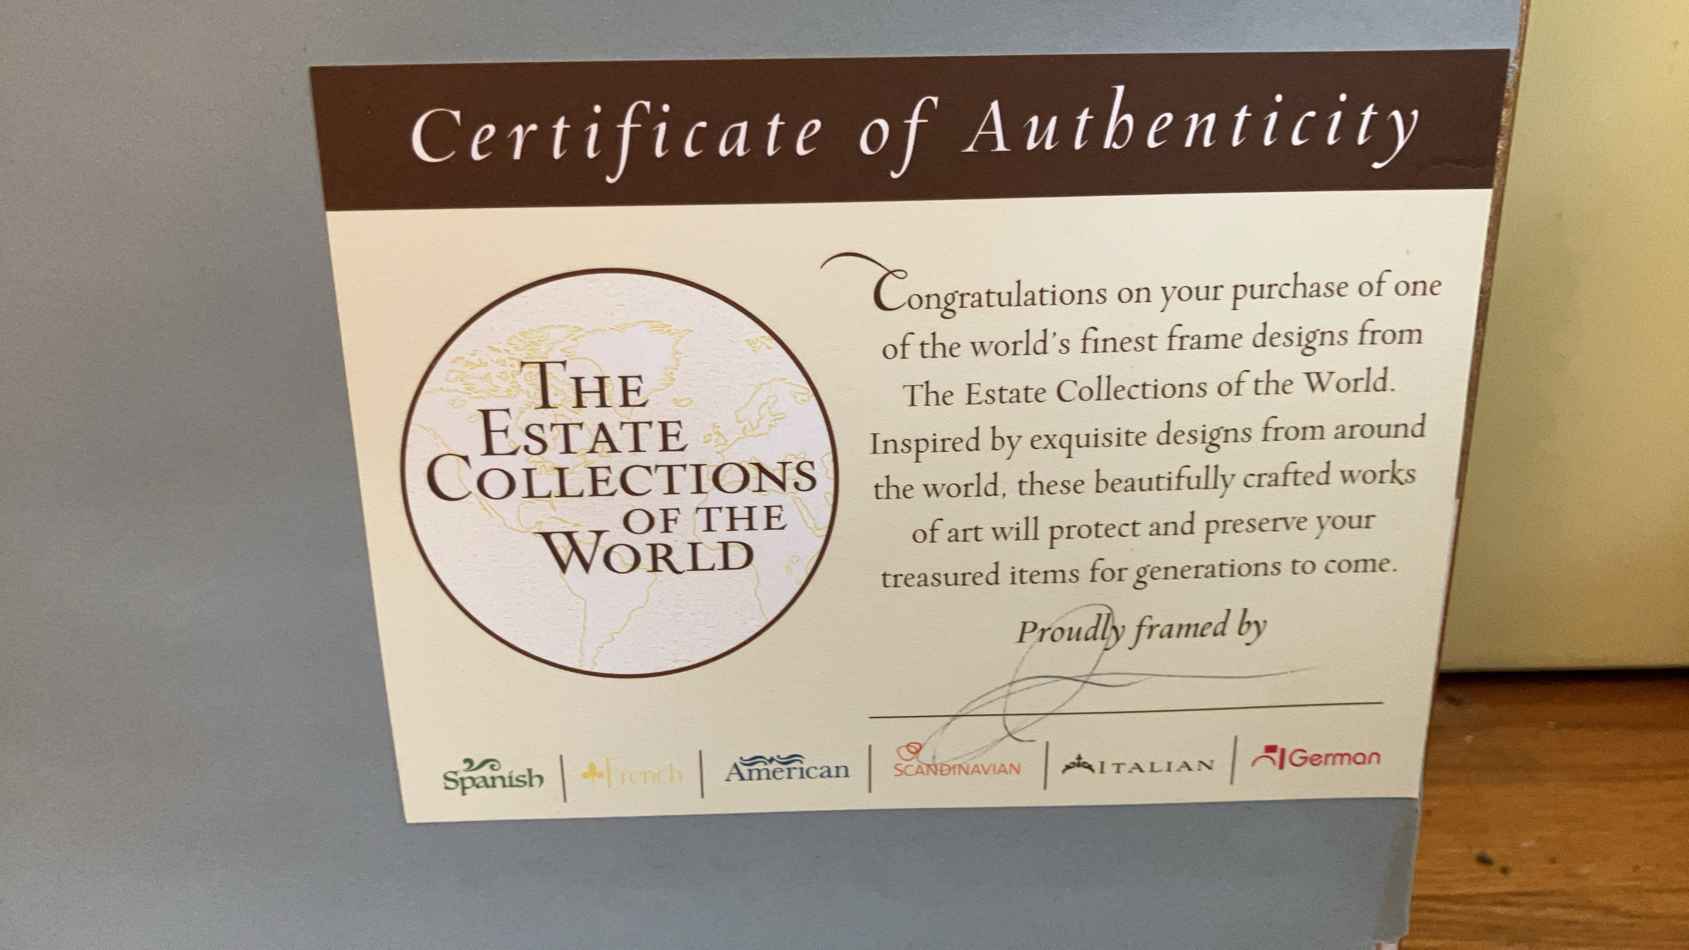 Certificate of Authenticity
THE
ESTATE
COLLECTIONS
OF THE
WORLD
Congratulations on your purchase of one
of the world's finest frame designs from
The Estate Collections of the World.
Inspired by exquisite designs from around
the world, these beautifully crafted works
of art will protect and preserve your
treasured items for generations to come.
Proudly framed by
Spanish | French | American | SCANDINAVIAN | ITALIAN | German